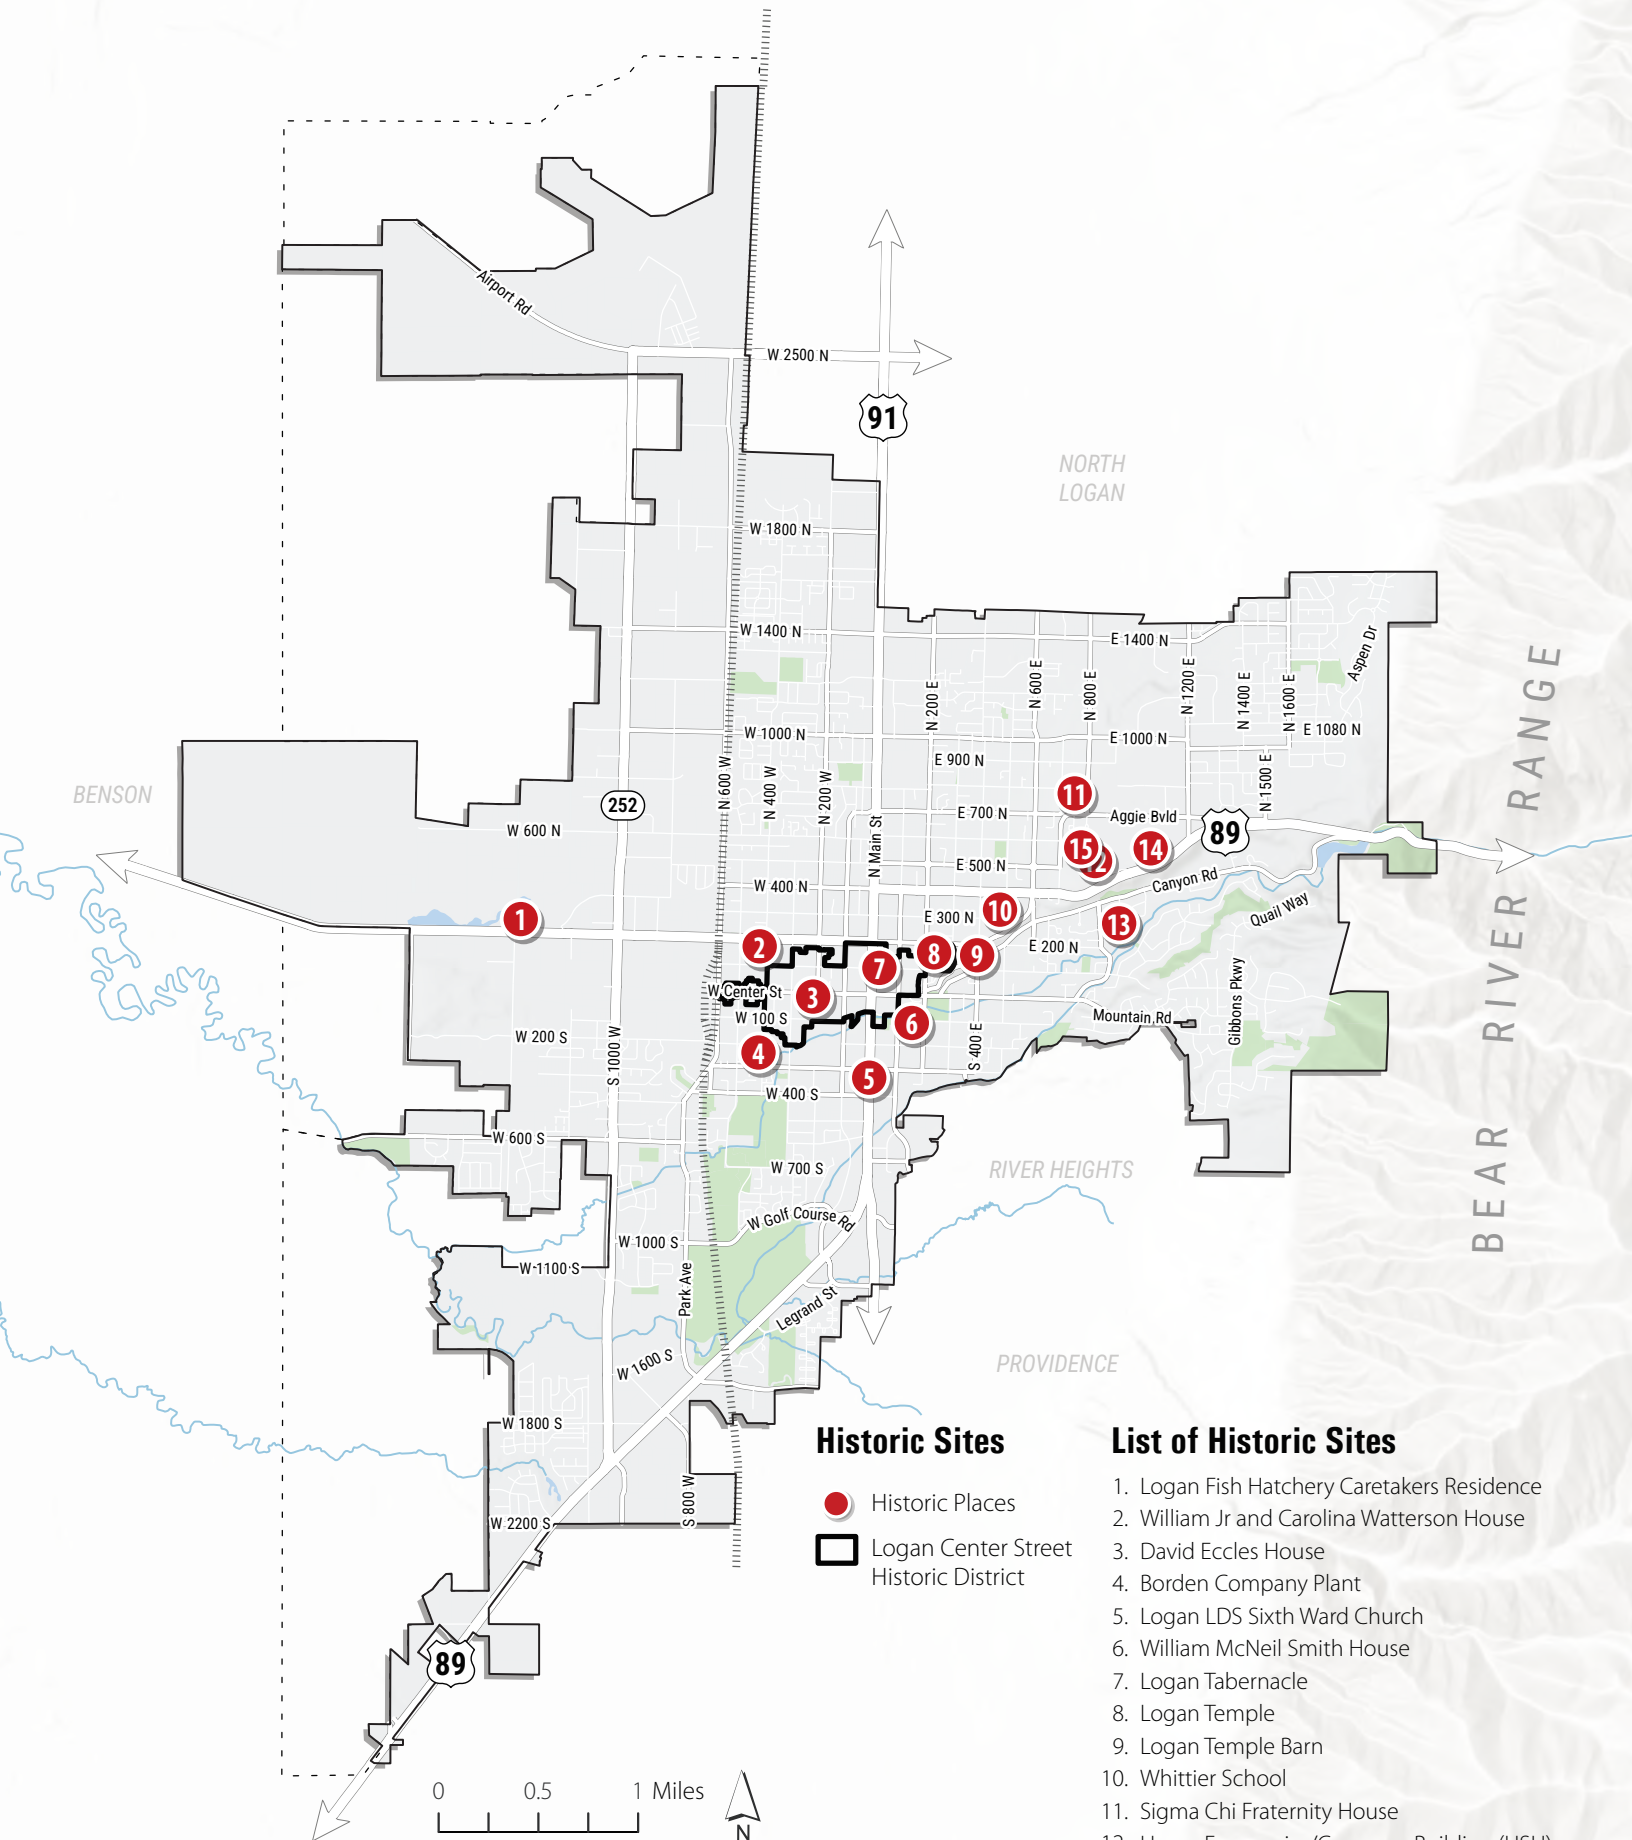 Airport Rd
W 2500 N
91
NORTH
LOGAN
W 1800 N
W 1400 N
E 1400 N
N 200 E
N 600 E
N 800 E
N 1200 E
N 1400 E
N 1600 E
Aspen Dr
W 1000 N
E 1000 N
E 1080 N
E 900 N
N 600 W
N 400 W
N 200 W
N 1500 E
BENSON
252
11
W 600 N
N Main St
E 700 N
Aggie Bvld
89
15
12
14
E 500 N
W 400 N
Canyon Rd
Quail Way
1
E 300 N
10
13
2
8
9
E 200 N
7
W Center St
3
W 100 S
6
Mountain Rd
Gibbons Pkwy
W 200 S
S 1000 W
4
S 400 E
5
W 400 S
W 600 S
W 700 S
RIVER HEIGHTS
BEAR RIVER RANGE
W Golf Course Rd
W 1000 S
W 1100 S
Park Ave
Legrand St
W 1600 S
PROVIDENCE
W 1800 S
S 800 W
W 2200 S
89
Historic Sites
Historic Places
Logan Center Street
Historic District
List of Historic Sites
1. Logan Fish Hatchery Caretakers Residence
2. William Jr and Carolina Watterson House
3. David Eccles House
4. Borden Company Plant
5. Logan LDS Sixth Ward Church
6. William McNeil Smith House
7. Logan Tabernacle
8. Logan Temple
9. Logan Temple Barn
10. Whittier School
11. Sigma Chi Fraternity House
0 0.5 1 Miles
N